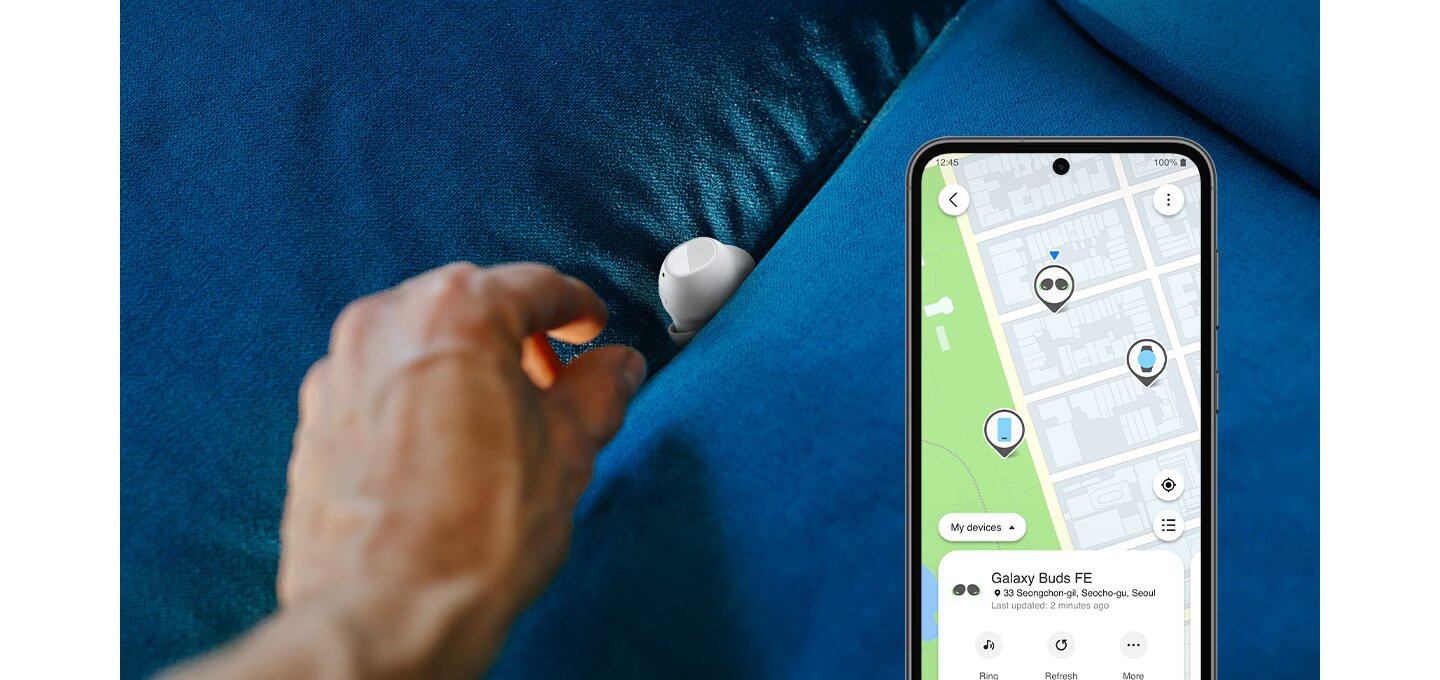 12:45
100%
My devices
Galaxy Buds FE
33 Seongchon-gil, Seocho-gu, Seoul
Last updated: 2 minutes ago
Ring
Refresh
More